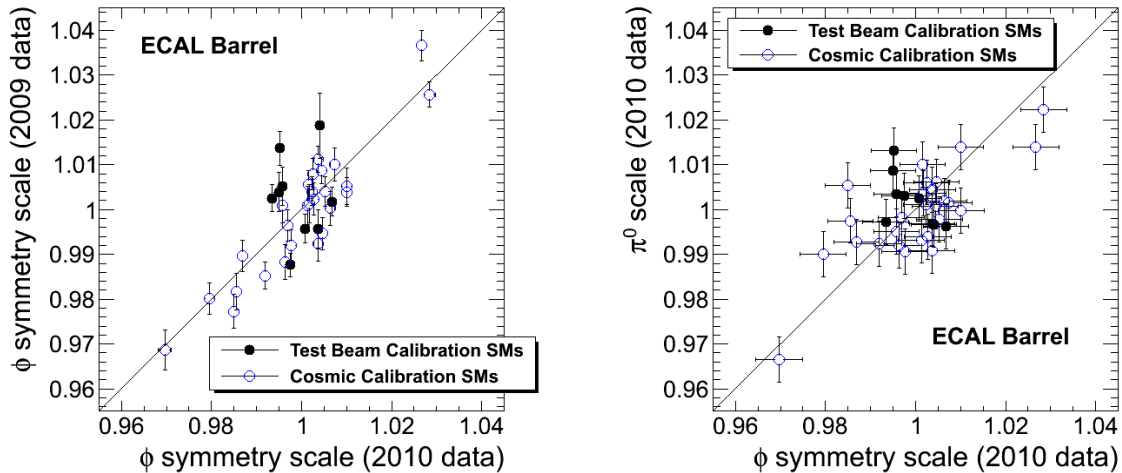 ϕ symmetry scale (2009 data)
1.04
1.03
1.02
1.01
1
0.99
0.98
0.97
0.96
ECAL Barrel
Test Beam Calibration SMs
Cosmic Calibration SMs
0.96 0.98 1 1.02 1.04
ϕ symmetry scale (2010 data)
π⁰ scale (2010 data)
1.04
1.03
1.02
1.01
1
0.99
0.98
0.97
0.96
Test Beam Calibration SMs
Cosmic Calibration SMs
ECAL Barrel
0.96 0.98 1 1.02 1.04
ϕ symmetry scale (2010 data)